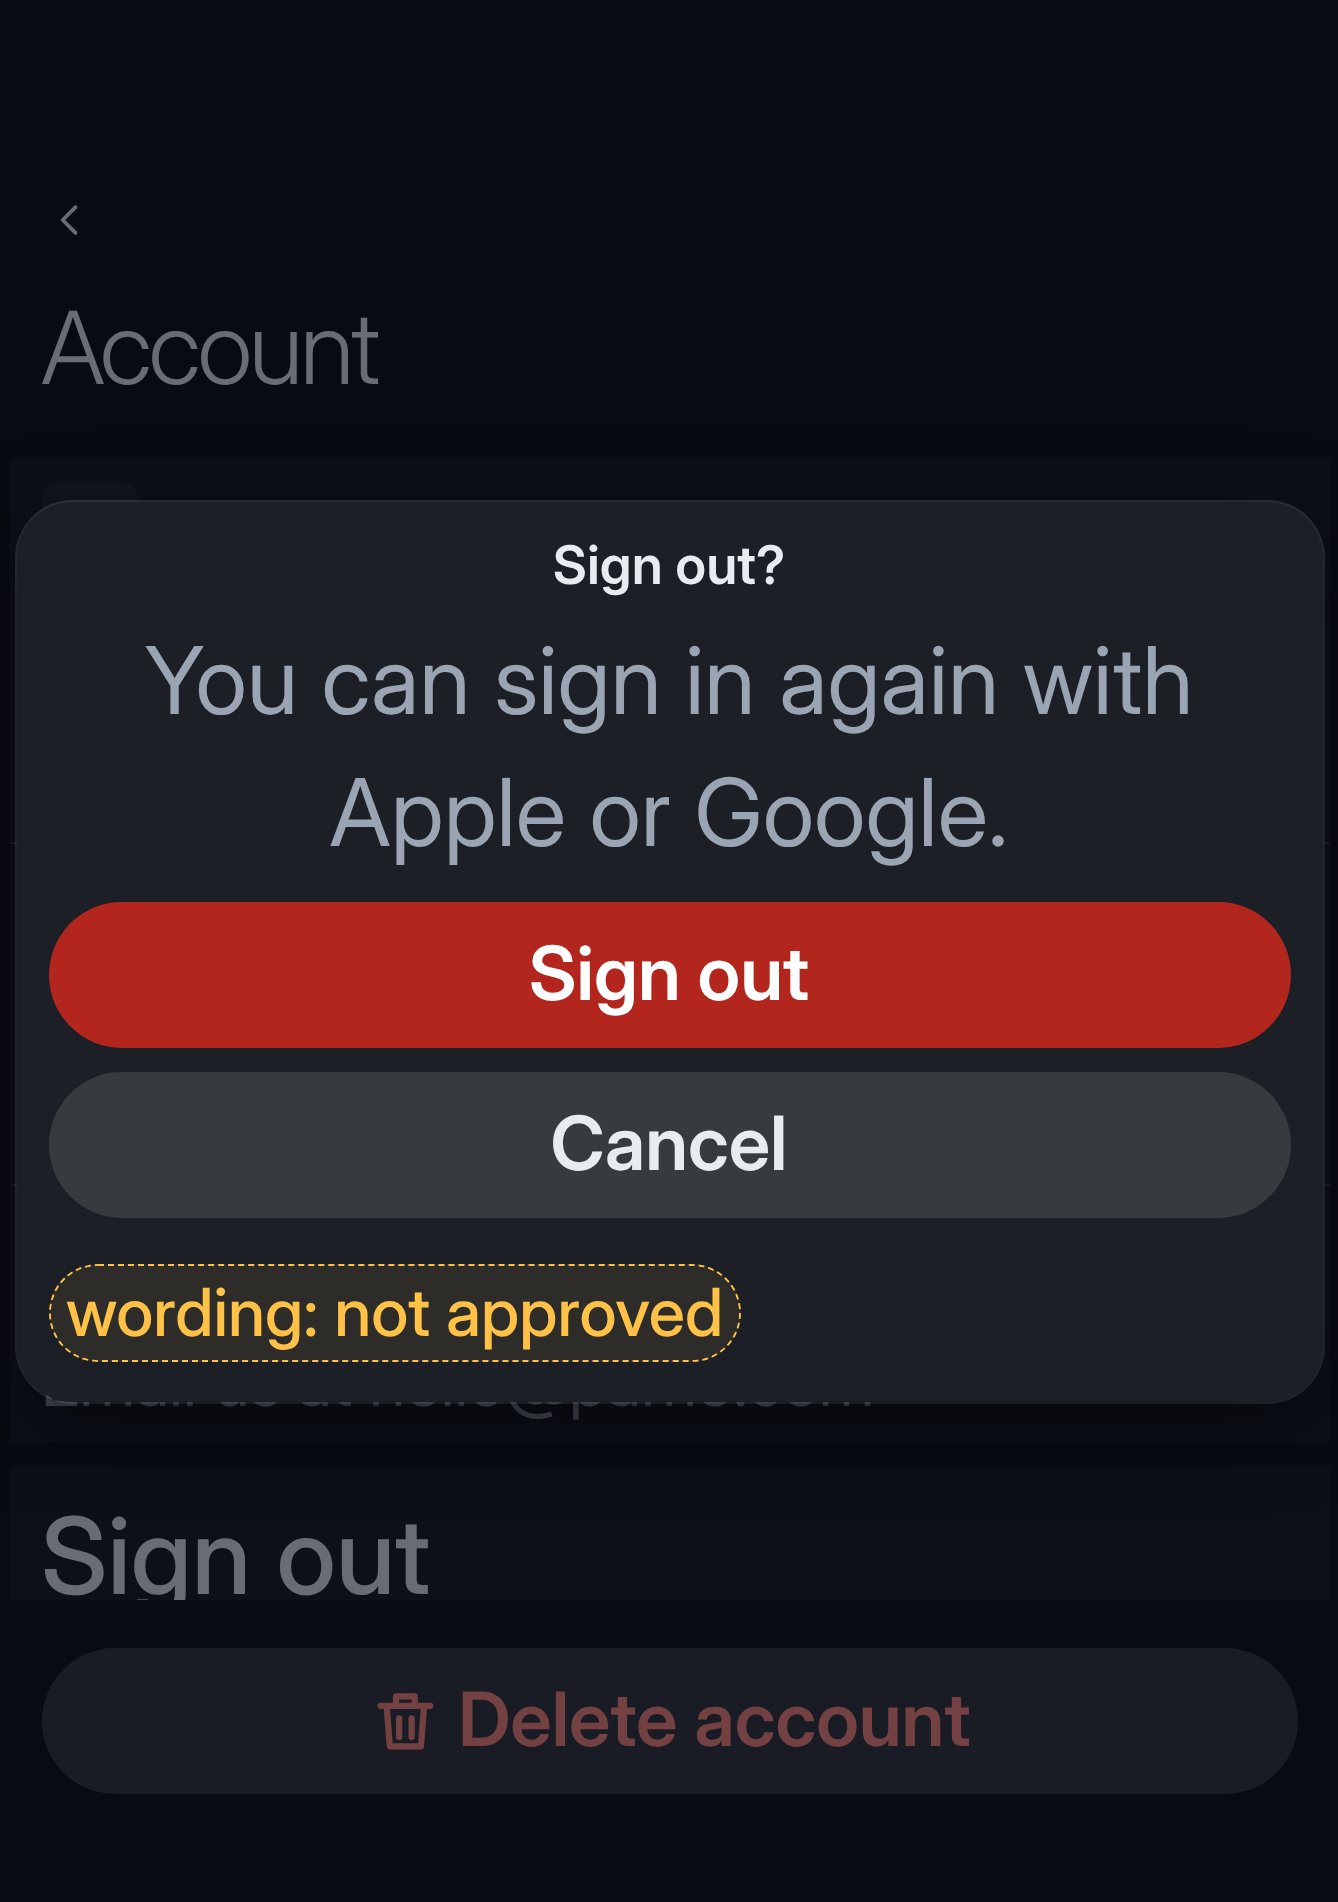 Account
Sign out?
You can sign in again with
Apple or Google.
Sign out
Cancel
wording: not approved
Sign out
Delete account